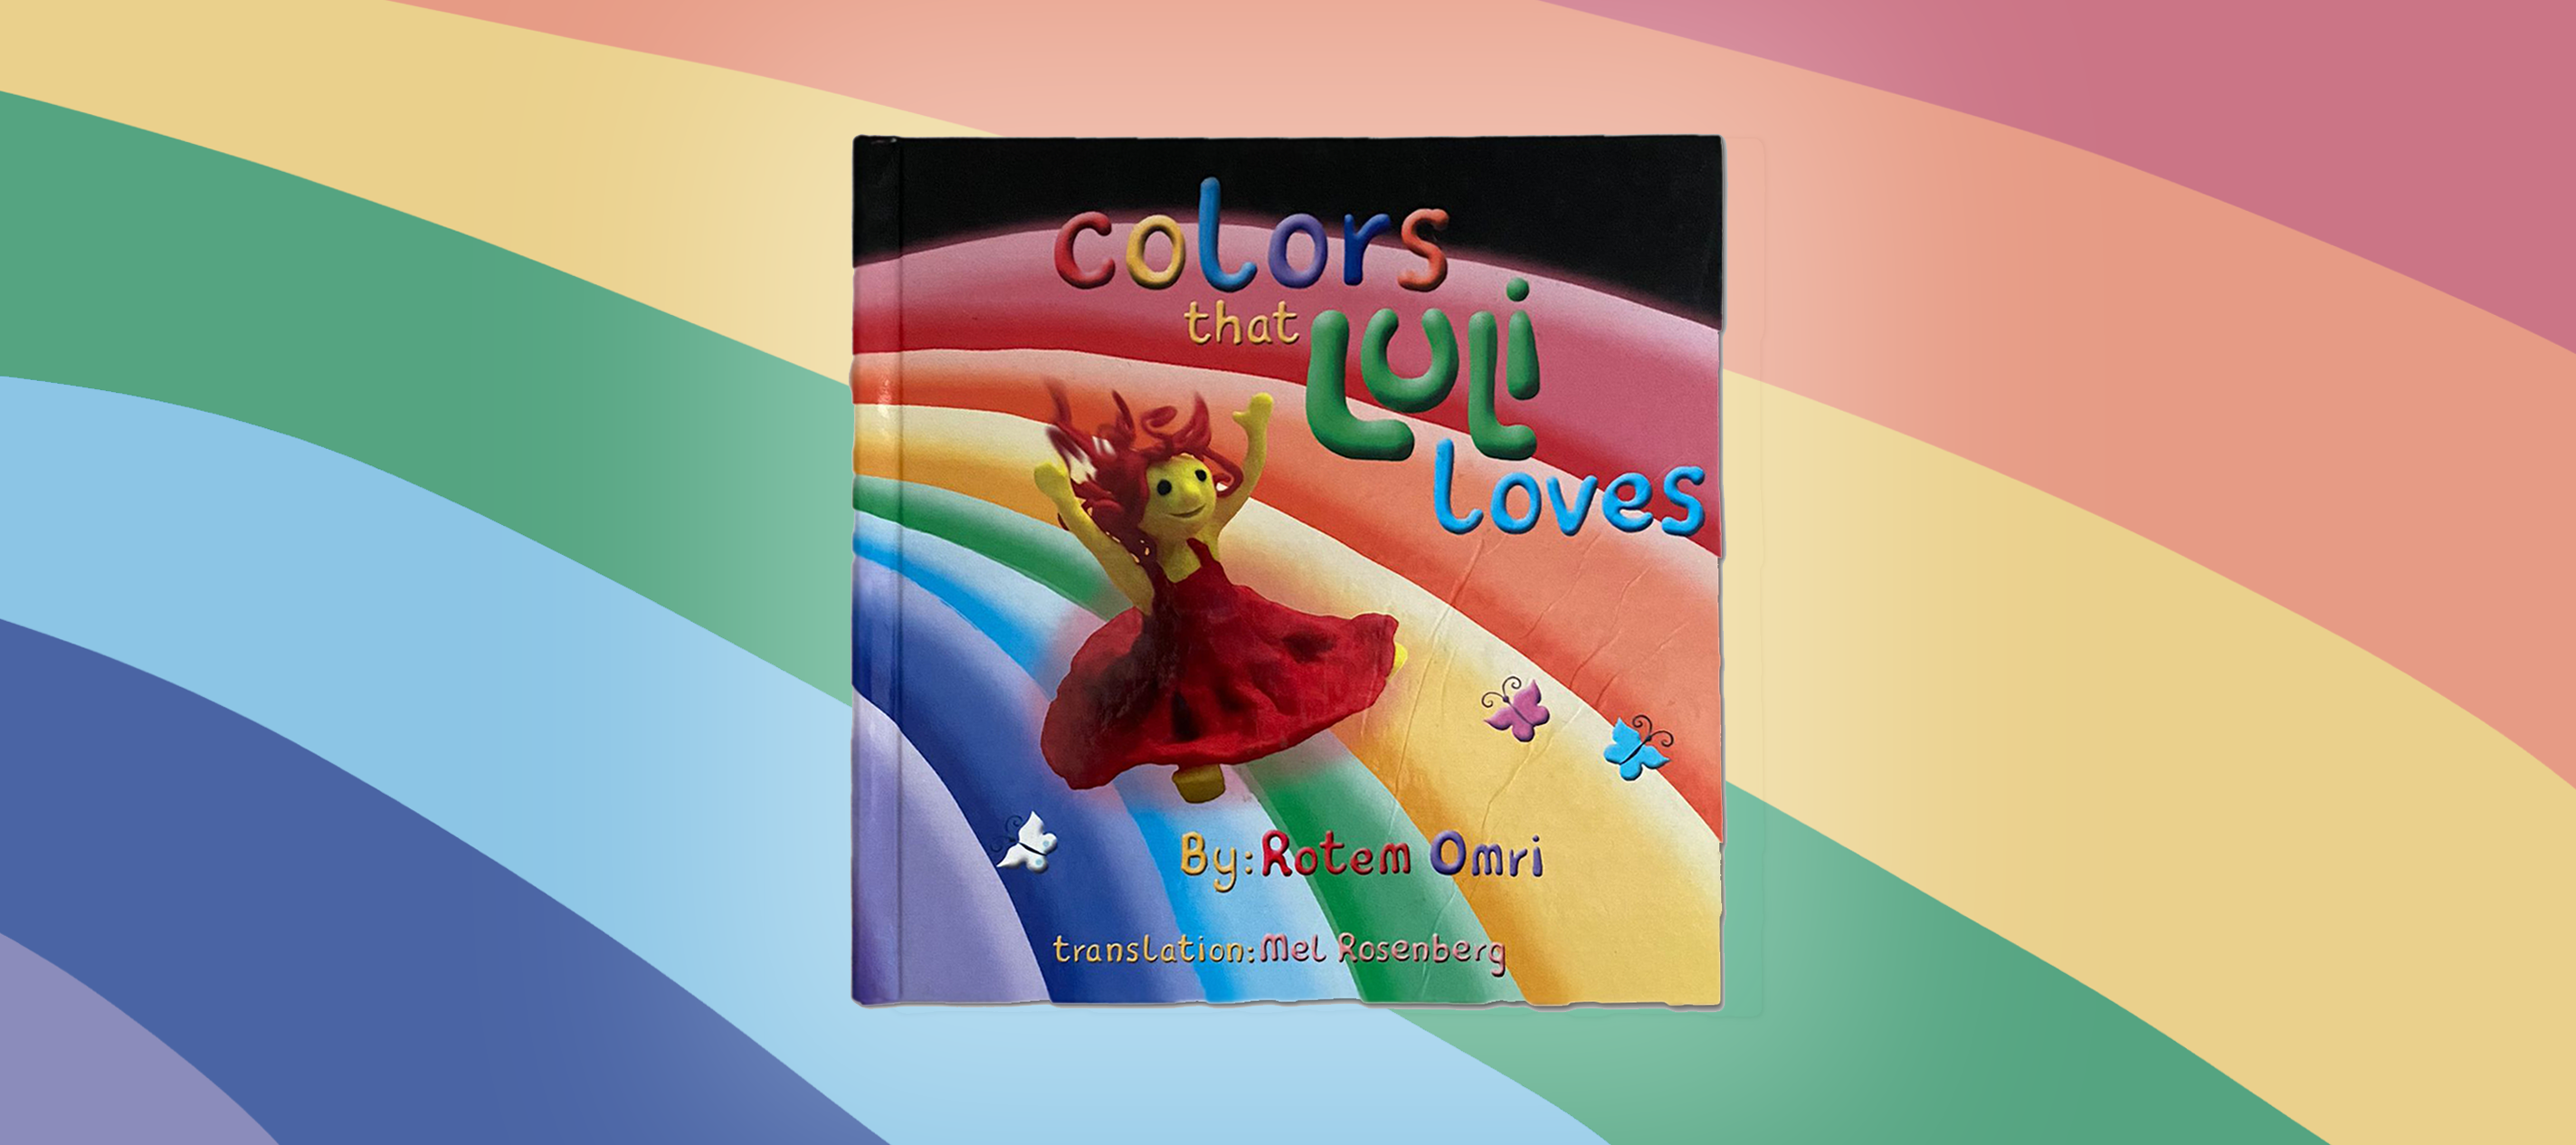 colors
that Luli
loves
By: Rotem Omri
translation: Mel Rosenberg